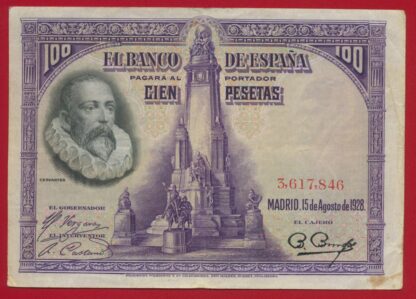 100 EL BANCO DE ESPAÑA 100
PAGARÁ AL PORTADOR
CIEN PESETAS
CERVANTES
3,617,846
MADRID, 15 de Agosto de 1928.
EL GOBERNADOR
EL CAJERO
EL INTERVENTOR